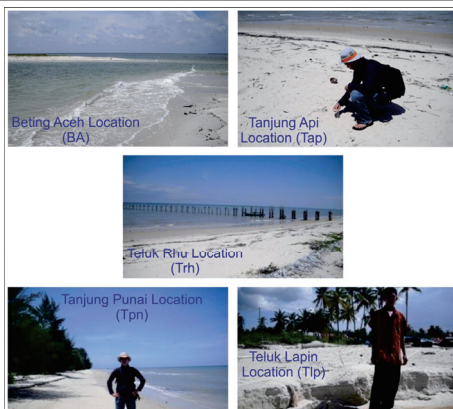 Beting Aceh Location
(BA)
Tanjung Api
Location (Tap)
Teluk Rhu Location
(Trh)
Tanjung Punai Location
(Tpn)
Teluk Lapin
Location (Tlp)